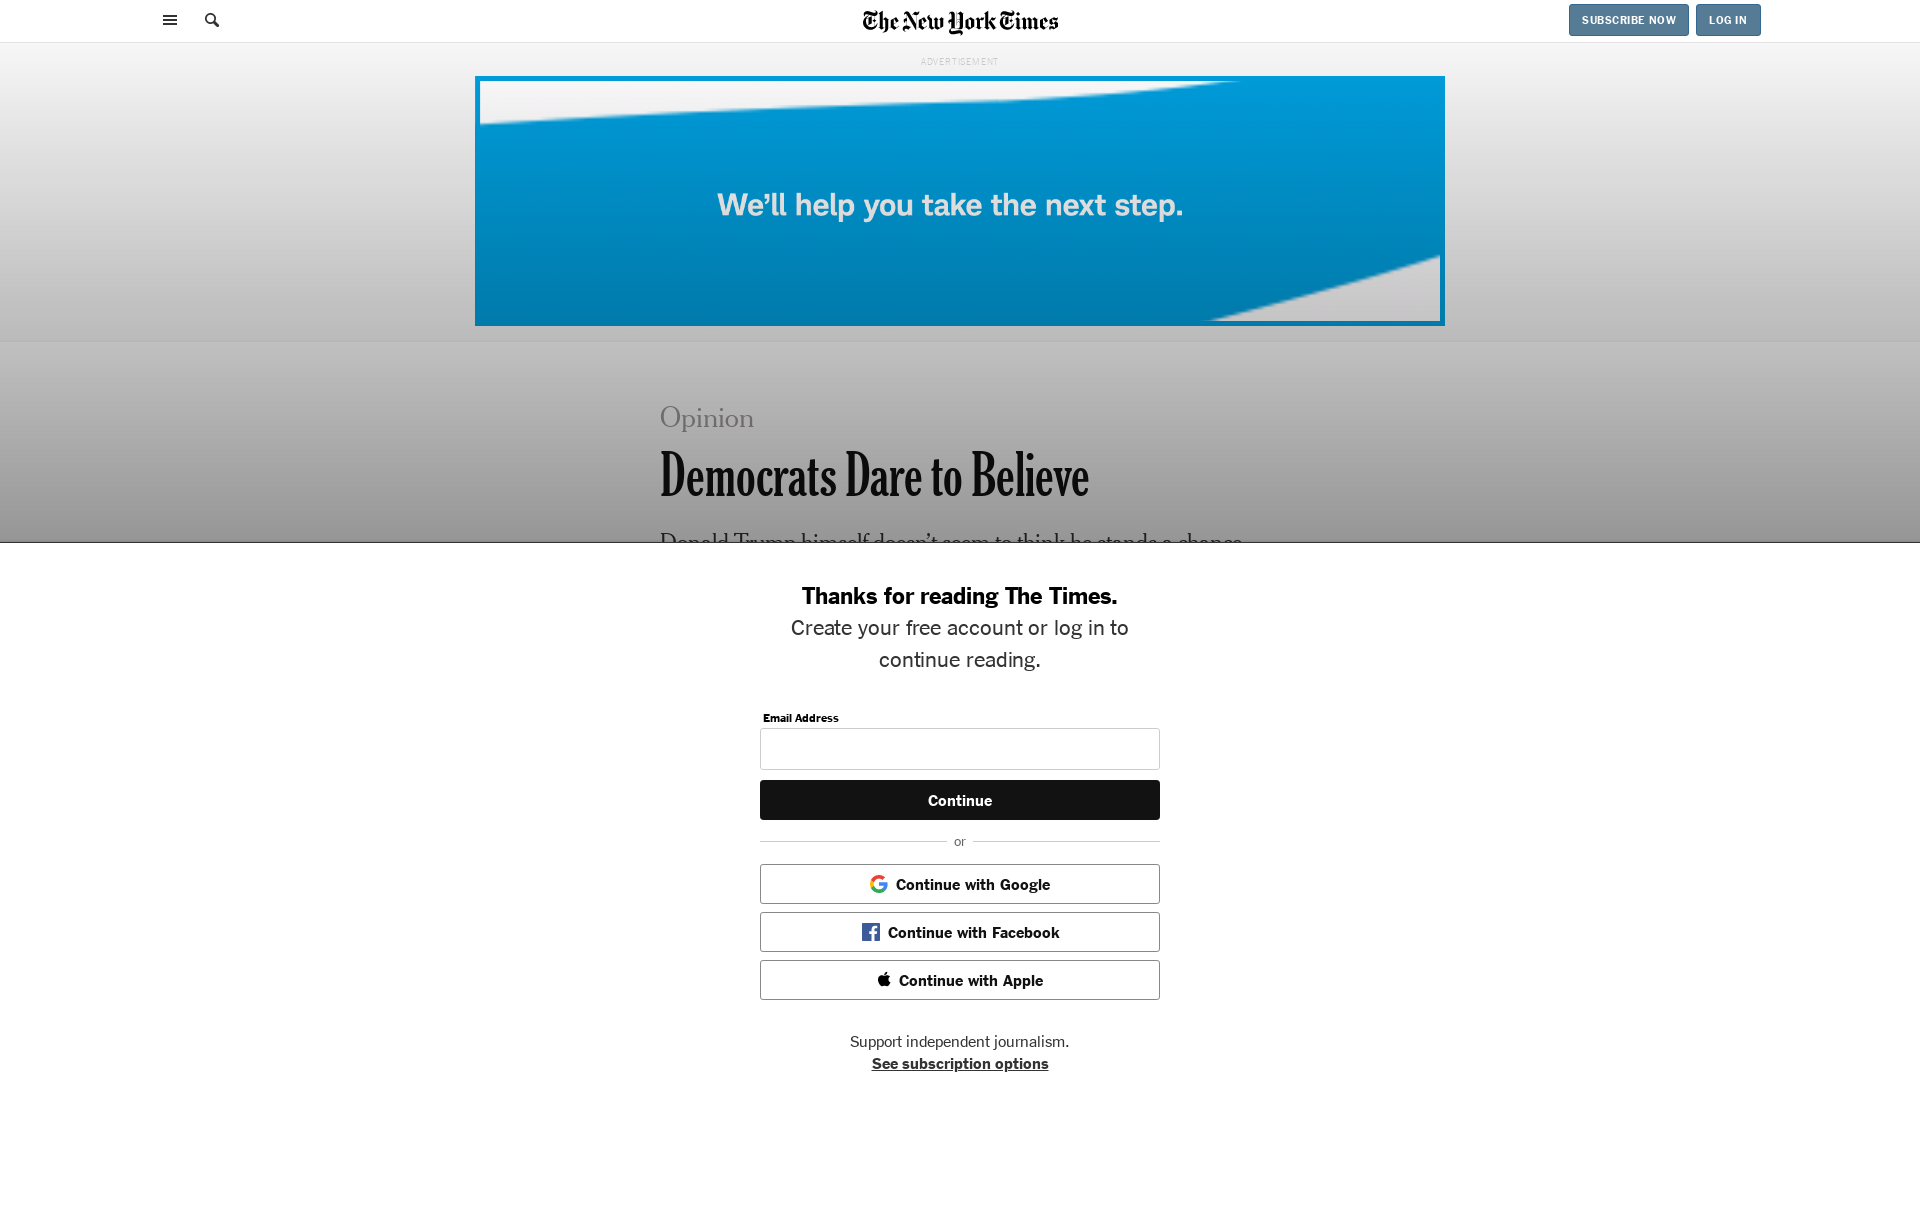 The New York Times
SUBSCRIBE NOW
LOG IN
ADVERTISEMENT
We'll help you take the next step.
Opinion
Democrats Dare to Believe
Donald Trump himself doesn't seem to think he stands a chance
Thanks for reading The Times.
Create your free account or log in to
continue reading.
Email Address
Continue
or
Continue with Google
Continue with Facebook
Continue with Apple
Support independent journalism.
See subscription options